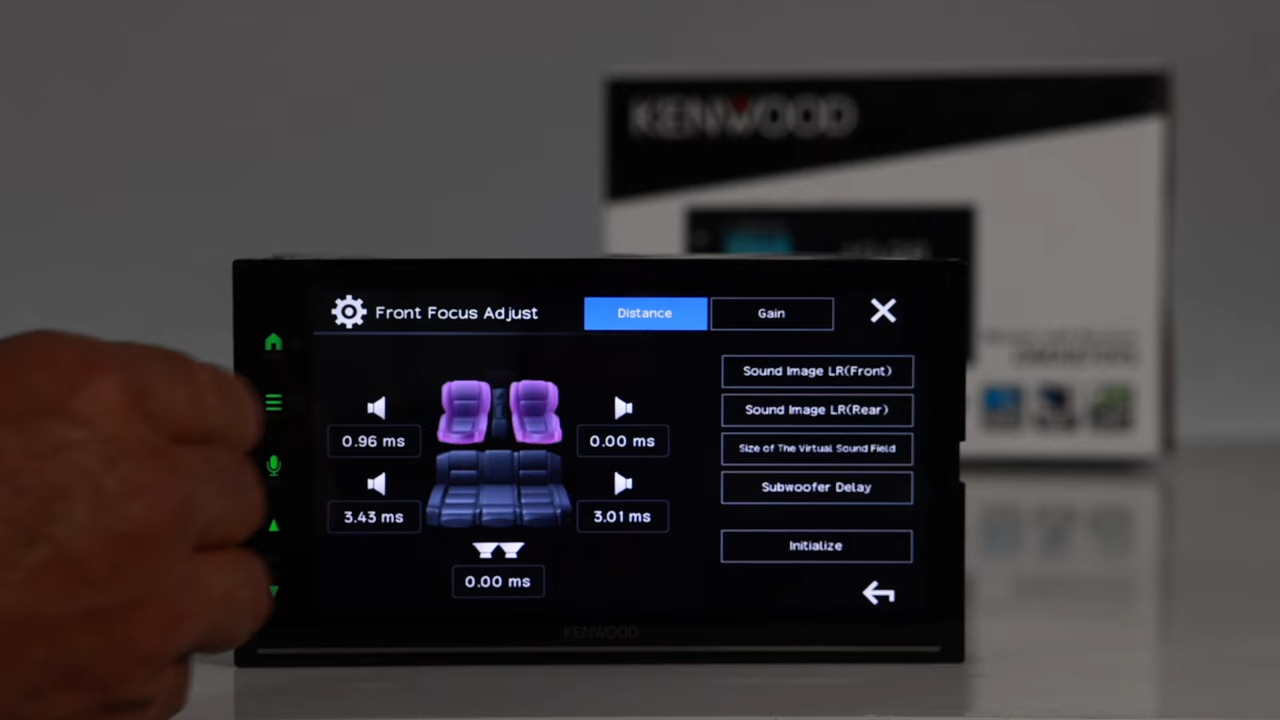 KENWOOD
Front Focus Adjust
Distance
Gain
Sound Image LR(Front)
0.96 ms
0.00 ms
Sound Image LR(Rear)
Size of The Virtual Sound Field
Subwoofer Delay
3.43 ms
3.01 ms
Initialize
0.00 ms
KENWOOD